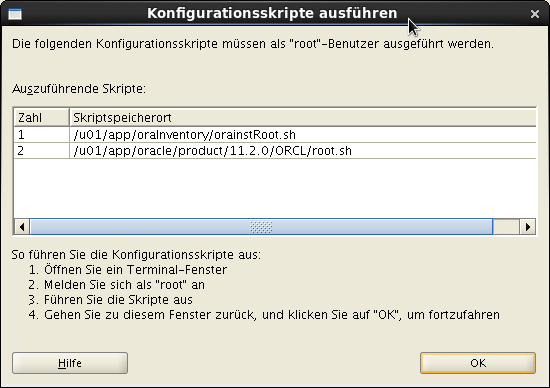 Konfigurationsskripte ausführen
Die folgenden Konfigurationsskripte müssen als "root"-Benutzer ausgeführt werden.
Auszuführende Skripte:
Zahl Skriptspeicherort
1 /u01/app/oraInventory/orainstRoot.sh
2 /u01/app/oracle/product/11.2.0/ORCL/root.sh
So führen Sie die Konfigurationsskripte aus:
1. Öffnen Sie ein Terminal-Fenster
2. Melden Sie sich als "root" an
3. Führen Sie die Skripte aus
4. Gehen Sie zu diesem Fenster zurück, und klicken Sie auf "OK", um fortzufahren
Hilfe OK